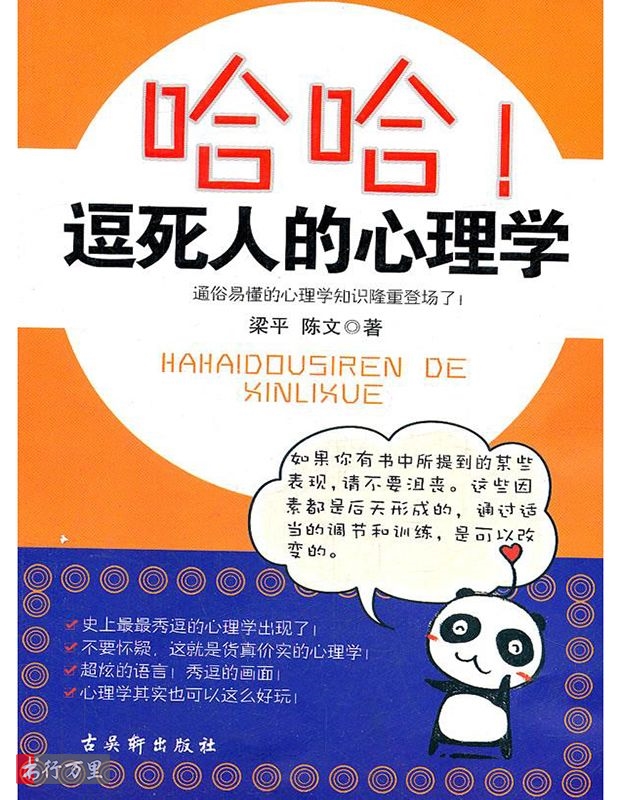 哈哈!
逗死人的心理学
通俗易懂的心理学知识隆重登场了!
梁平 陈文◎著
HAHA!DOUSIREN DE
XINLIXUE
如果你有书中所提到的某些
表现,请不要沮丧。这些因
素都是后天形成的,通过适
当的调节和训练,是可以改
变的。
史上最最秀逗的心理学出现了!
不要怀疑,这就是货真价实的心理学!
超炫的语言!秀逗的画面!
心理学其实也可以这么好玩!
古吴轩出版社
书行万里